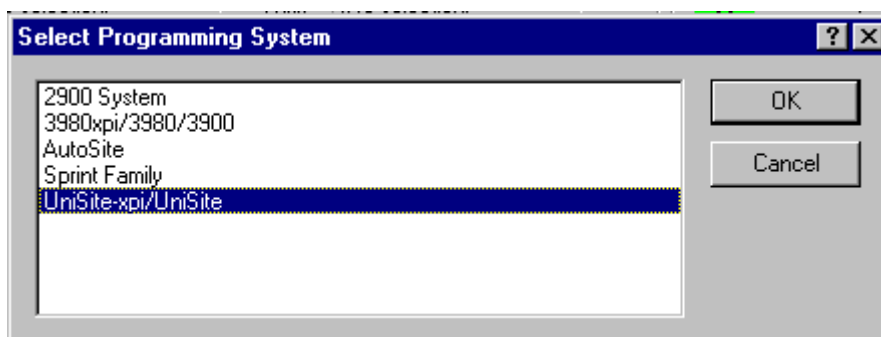 Select Programming System
2900 System
3980xpi/3980/3900
AutoSite
Sprint Family
UniSite-xpi/UniSite
OK
Cancel